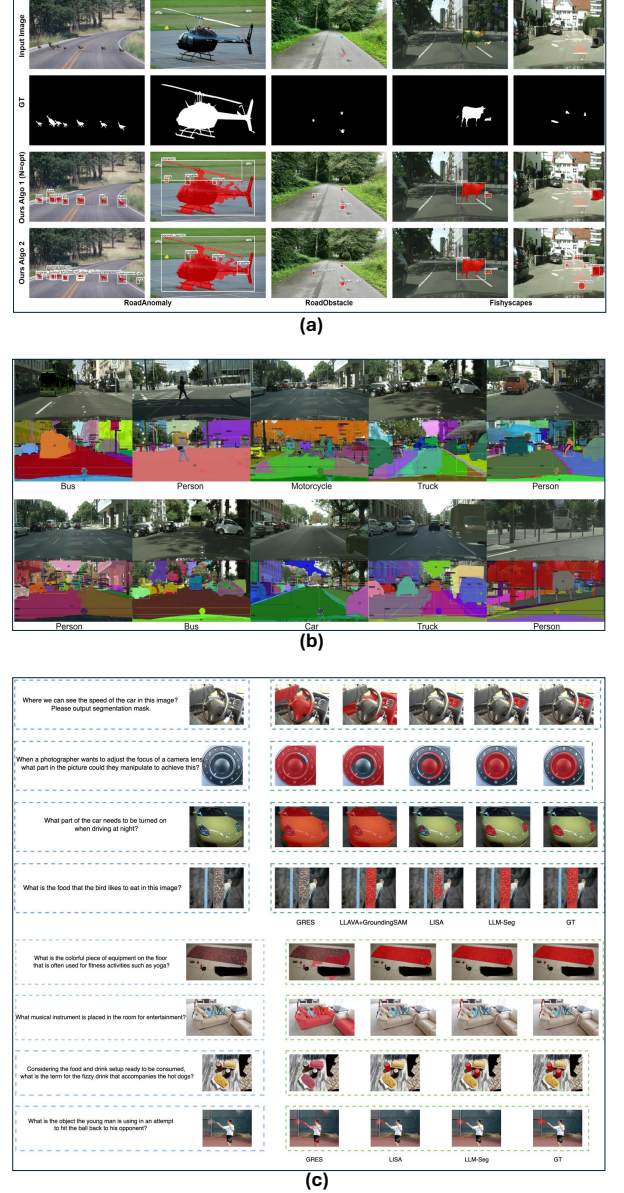 Input Image
GT
Ours Algo 1 (N=opt)
Ours Algo 2
RoadAnomaly
RoadObstacle
Fishyscapes
(a)
Bus
Person
Motorcycle
Truck
Person
Person
Bus
Car
Truck
Person
(b)
Where we can see the speed of the car in this image?
Please output segmentation mask.
When a photographer wants to adjust the focus of a camera lens,
what part in the picture could they manipulate to achieve this?
What part of the car needs to be turned on
when driving at night?
What is the food that the bird likes to eat in this image?
GRES
LLAVA+GroundingSAM
LISA
LLM-Seg
GT
What is the colorful piece of equipment on the floor
that is often used for fitness activities such as yoga?
What musical instrument is placed in the room for entertainment?
Considering the food and drink setup ready to be consumed,
what is the term for the fizzy drink that accompanies the hot dogs?
What is the object the young man is using in an attempt
to hit the ball back to his opponent?
GRES
LISA
LLM-Seg
GT
(c)